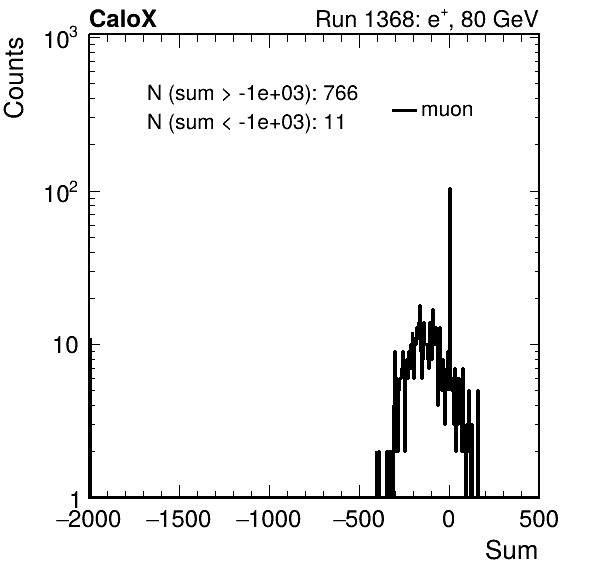 CaloX Run 1368: e⁺, 80 GeV
Counts
10³
N (sum > -1e+03): 766
N (sum < -1e+03): 11
muon
10²
10
1
−2000 −1500 −1000 −500 0 500
Sum